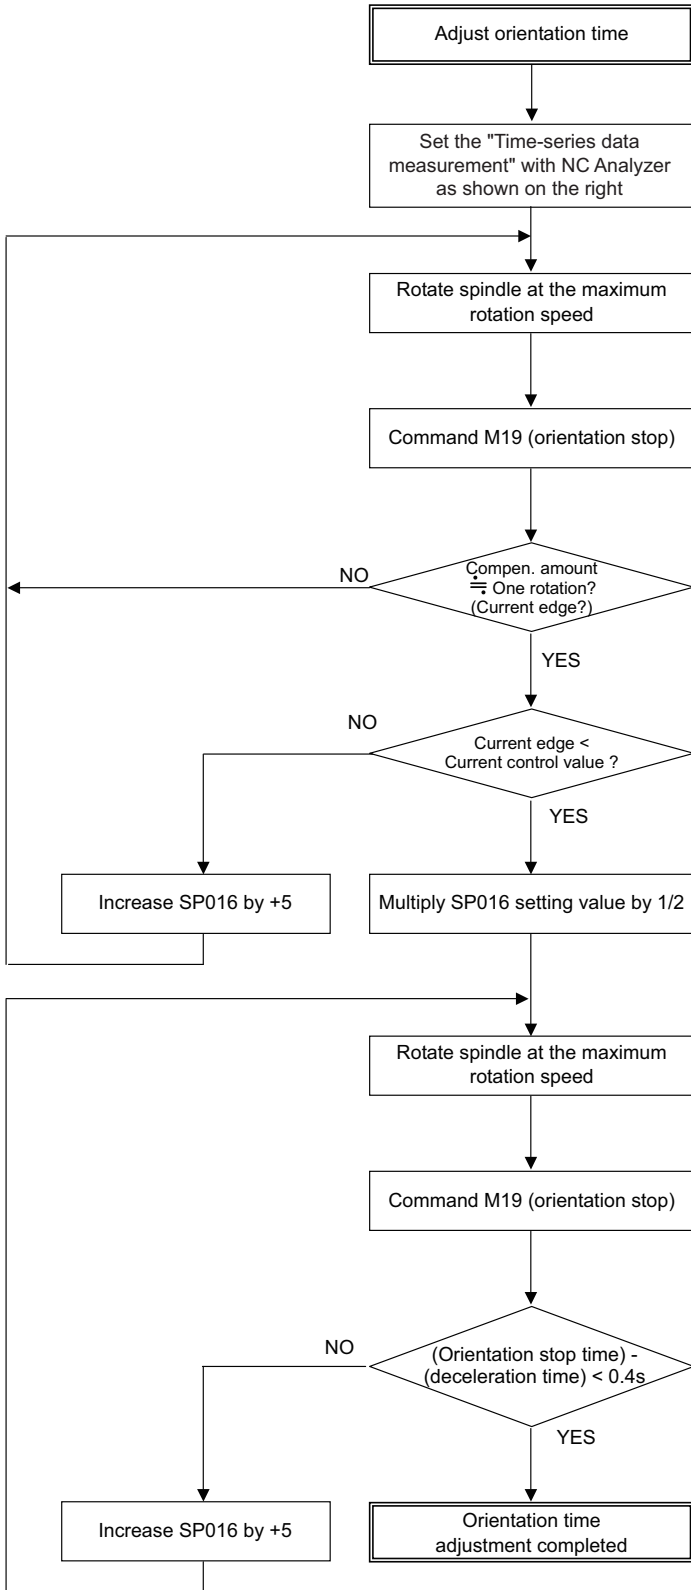 Adjust orientation time
Set the "Time-series data
measurement" with NC Analyzer
as shown on the right
Rotate spindle at the maximum
rotation speed
Command M19 (orientation stop)
Compen. amount
≒ One rotation?
(Current edge?)
NO
YES
NO
Current edge <
Current control value ?
YES
Increase SP016 by +5
Multiply SP016 setting value by 1/2
Rotate spindle at the maximum
rotation speed
Command M19 (orientation stop)
NO
(Orientation stop time) -
(deceleration time) < 0.4s
YES
Increase SP016 by +5
Orientation time
adjustment completed